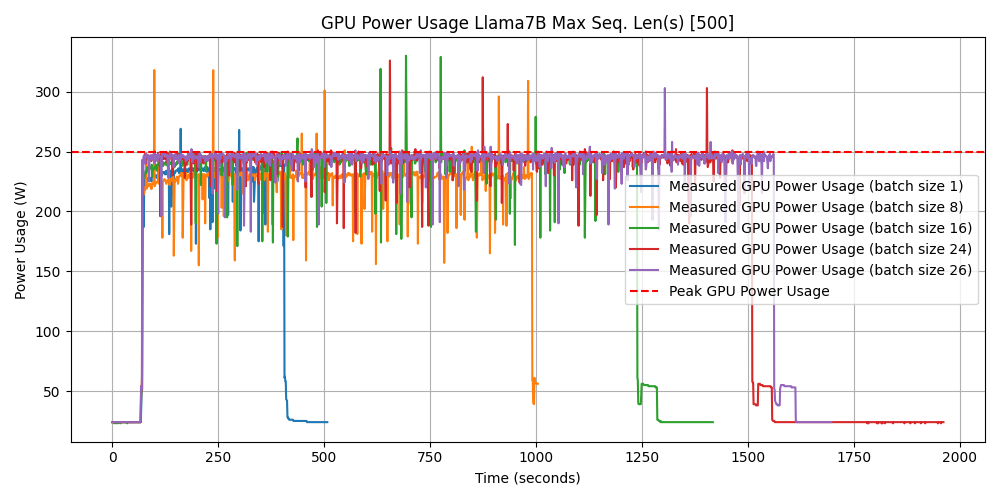 GPU Power Usage Llama7B Max Seq. Len(s) [500]
Power Usage (W)
300
250
200
150
100
50
Measured GPU Power Usage (batch size 1)
Measured GPU Power Usage (batch size 8)
Measured GPU Power Usage (batch size 16)
Measured GPU Power Usage (batch size 24)
Measured GPU Power Usage (batch size 26)
Peak GPU Power Usage
0 250 500 750 1000 1250 1500 1750 2000
Time (seconds)